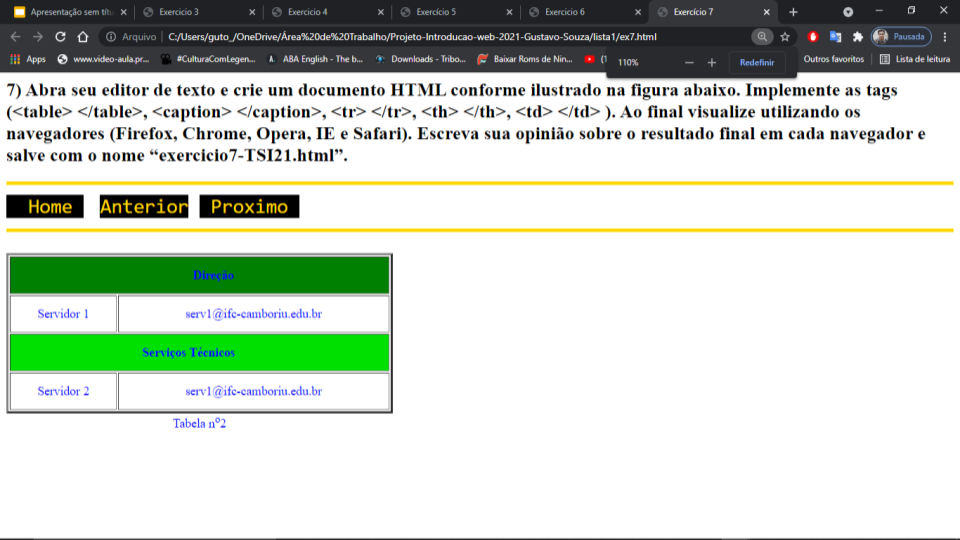 Apresentação sem títu
Exercicio 3
Exercicio 4
Exercício 5
Exercicio 6
Exercício 7
Arquivo | C:/Users/guto_/OneDrive/Área%20de%20Trabalho/Projeto-Introducao-web-2021-Gustavo-Souza/lista1/ex7.html
Pausada
Apps
www.video-aula.pr...
#CulturaComLegen...
ABA English - The b...
Downloads - Tribo...
Baixar Roms de Nin...
110%
Redefinir
Outros favoritos
Lista de leitura
7) Abra seu editor de texto e crie um documento HTML conforme ilustrado na figura abaixo. Implemente as tags
(<table> </table>, <caption> </caption>, <tr> </tr>, <th> </th>, <td> </td> ). Ao final visualize utilizando os
navegadores (Firefox, Chrome, Opera, IE e Safari). Escreva sua opinião sobre o resultado final em cada navegador e
salve com o nome “exercicio7-TSI21.html”.
Home Anterior Proximo
Direção
Servidor 1 serv1@ifc-camboriu.edu.br
Serviços Técnicos
Servidor 2 serv1@ifc-camboriu.edu.br
Tabela nº2